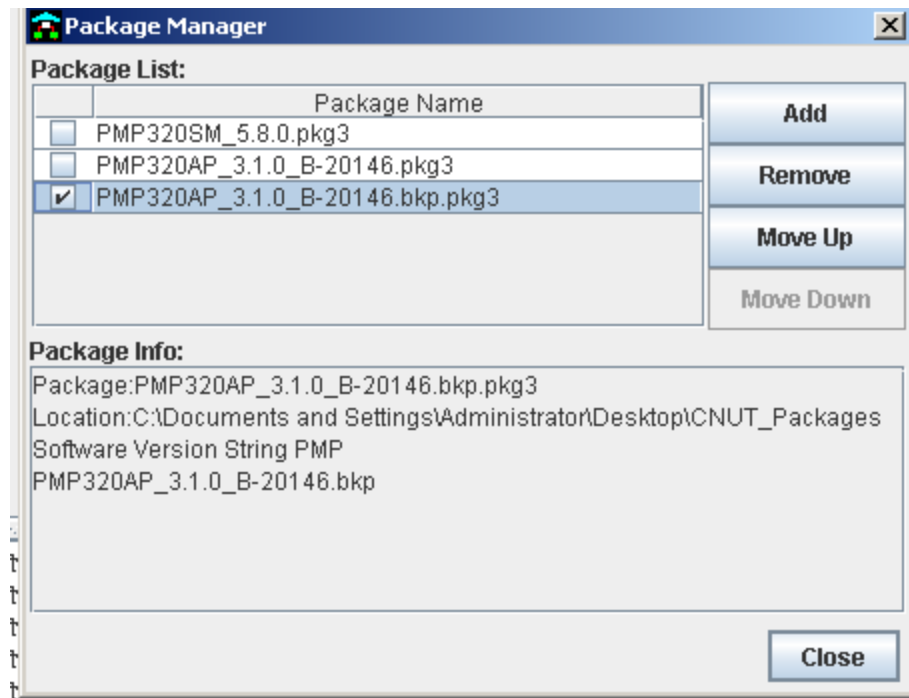 Package Manager
Package List:
Package Name
PMP320SM_5.8.0.pkg3
PMP320AP_3.1.0_B-20146.pkg3
PMP320AP_3.1.0_B-20146.bkp.pkg3
Add
Remove
Move Up
Move Down
Package Info:
Package:PMP320AP_3.1.0_B-20146.bkp.pkg3
Location:C:\Documents and Settings\Administrator\Desktop\CNUT_Packages
Software Version String PMP
PMP320AP_3.1.0_B-20146.bkp
Close